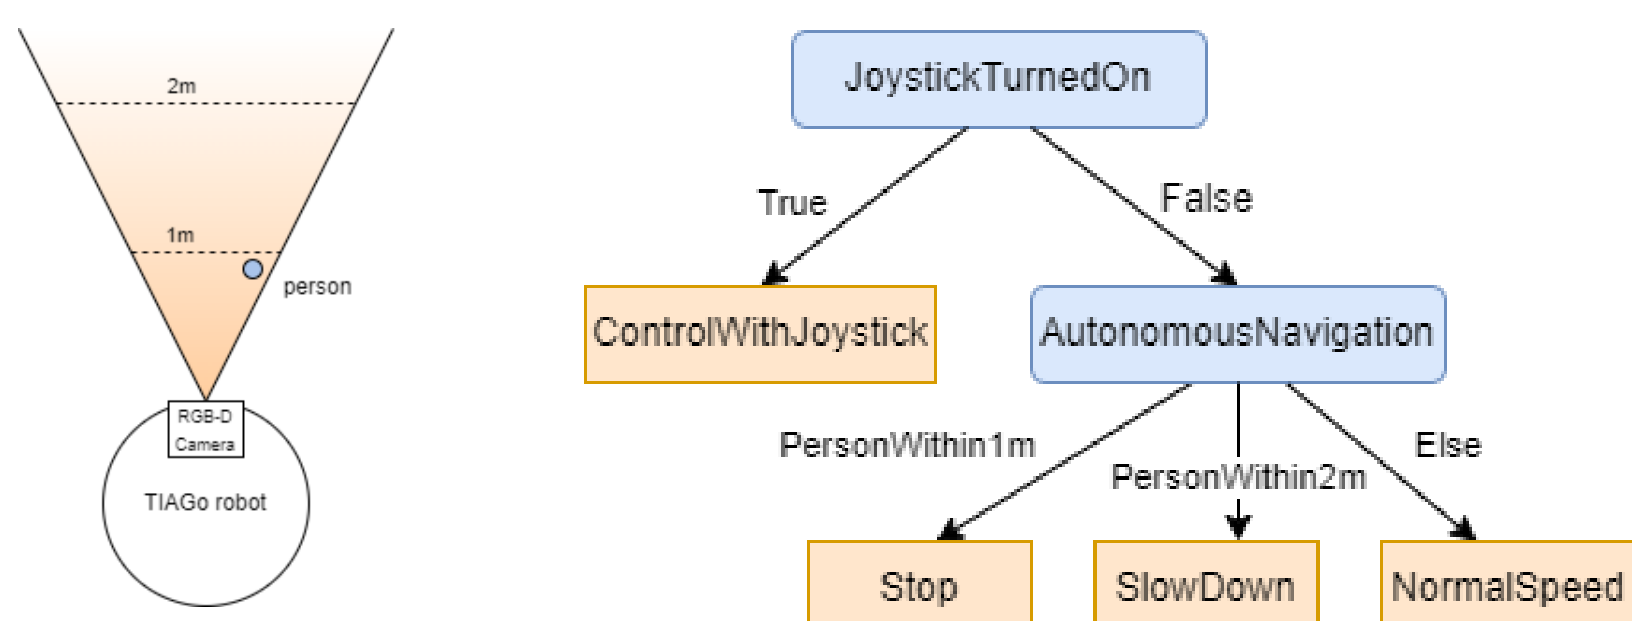 2m
1m
person
RGB-D
Camera
TIAGo robot
JoystickTurnedOn
True
False
ControlWithJoystick
AutonomousNavigation
PersonWithin1m
PersonWithin2m
Else
Stop
SlowDown
NormalSpeed